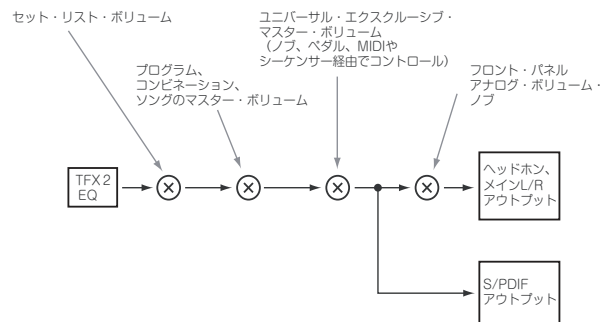 セット・リスト・ボリューム
ユニバーサル・エクスクルーシブ・
マスター・ボリューム
（ノブ、ペダル、MIDIや
シーケンサー経由でコントロール）
プログラム、
コンビネーション、
ソングのマスター・ボリューム
フロント・パネル
アナログ・ボリューム・
ノブ
TFX2
EQ
ヘッドホン、
メインL/R
アウトプット
S/PDIF
アウトプット